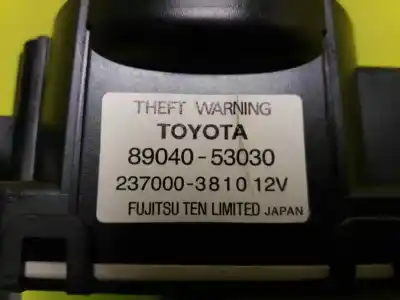 THEFT WARNING
TOYOTA
89040-53030
237000-3810 12V
FUJITSU TEN LIMITED JAPAN